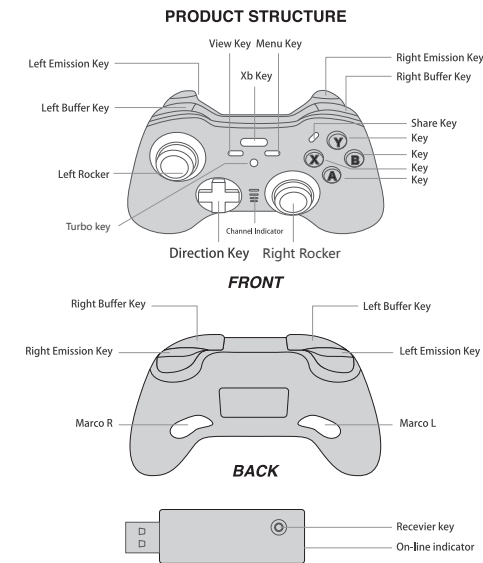 PRODUCT STRUCTURE
View Key Menu Key
Left Emission Key
Xb Key
Right Emission Key
Right Buffer Key
Left Buffer Key
Share Key
Y
Key
X
B
Key
Key
A
Key
Left Rocker
Turbo key
Channel Indicator
Direction Key
Right Rocker
FRONT
Right Buffer Key
Left Buffer Key
Right Emission Key
Left Emission Key
Marco R
Marco L
BACK
Recevier key
On-line indicator